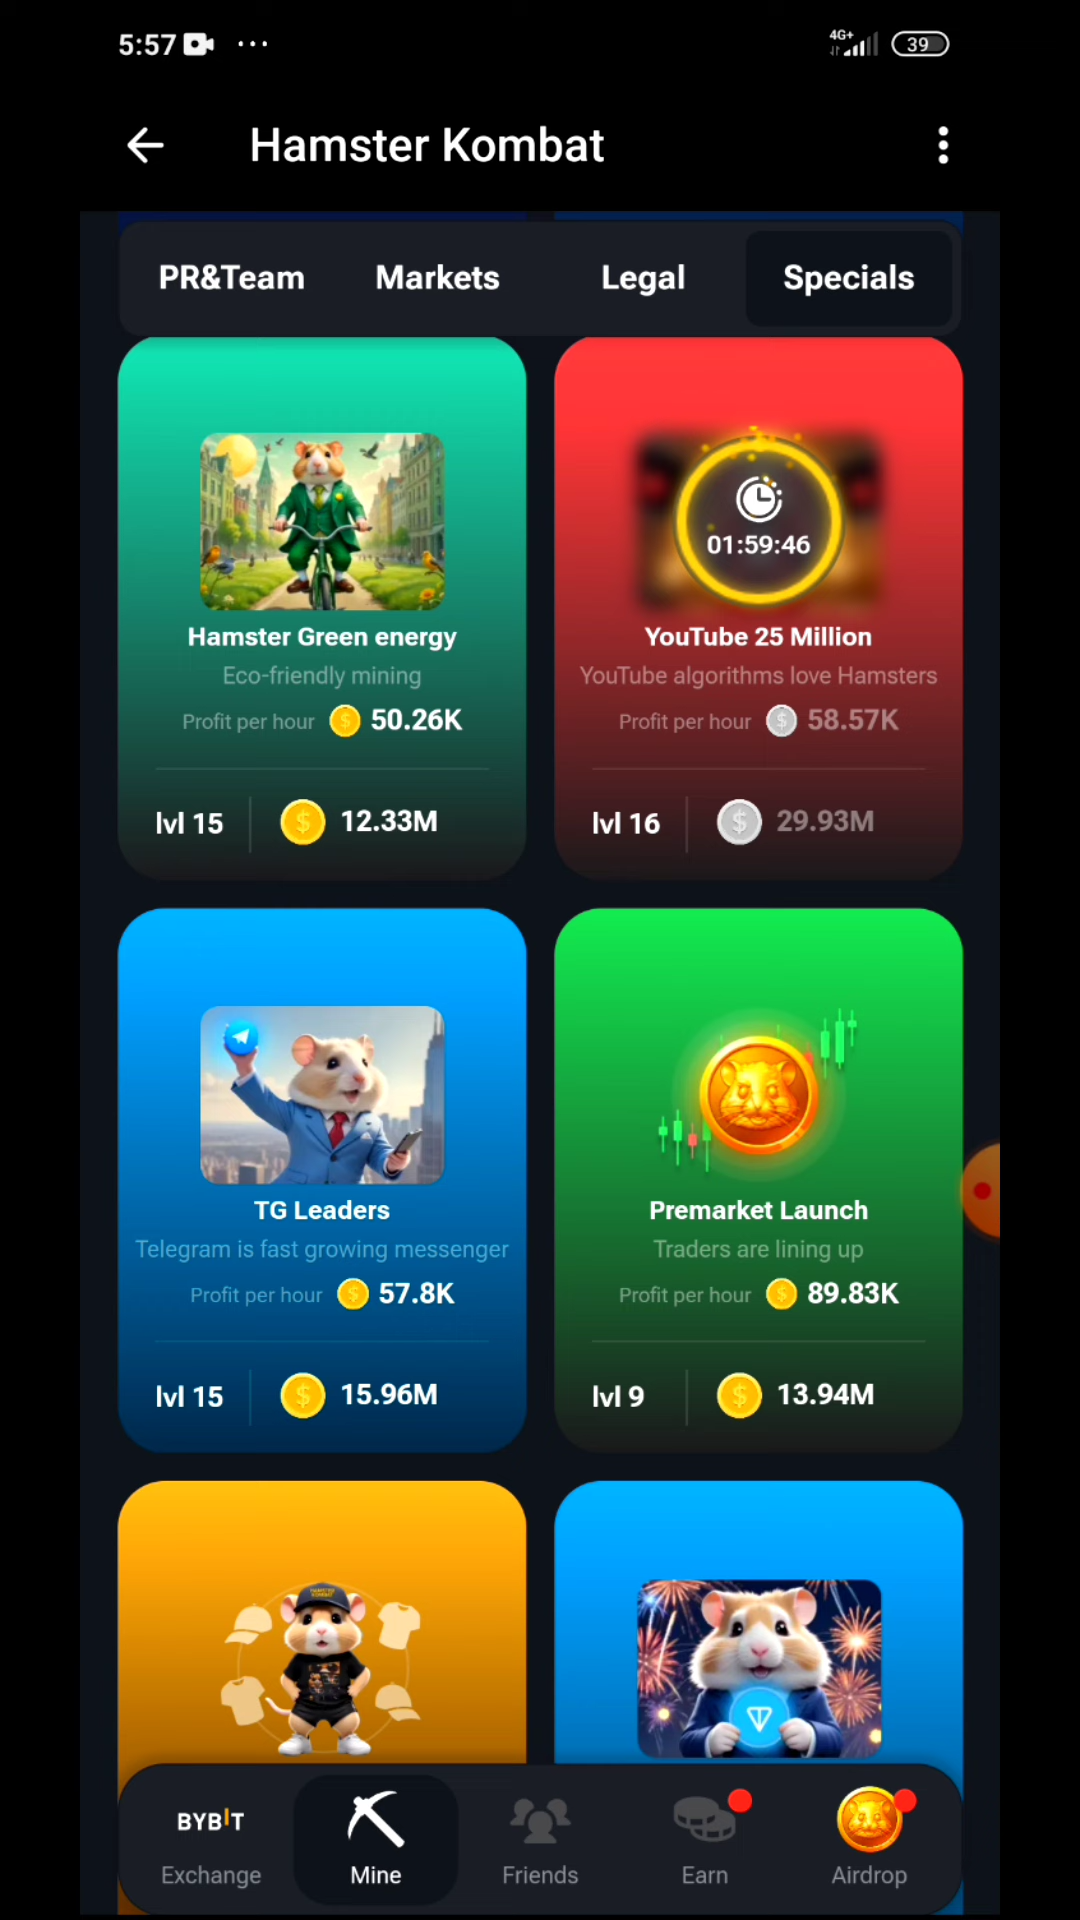 5:57
4G+
39
Hamster Kombat
PR&Team
Markets
Legal
Specials
Hamster Green energy
Eco-friendly mining
Profit per hour 50.26K
lvl 15
12.33M
01:59:46
YouTube 25 Million
YouTube algorithms love Hamsters
Profit per hour 58.57K
lvl 16
29.93M
TG Leaders
Telegram is fast growing messenger
Profit per hour 57.8K
lvl 15
15.96M
Premarket Launch
Traders are lining up
Profit per hour 89.83K
lvl 9
13.94M
BYBIT
Exchange
Mine
Friends
Earn
Airdrop